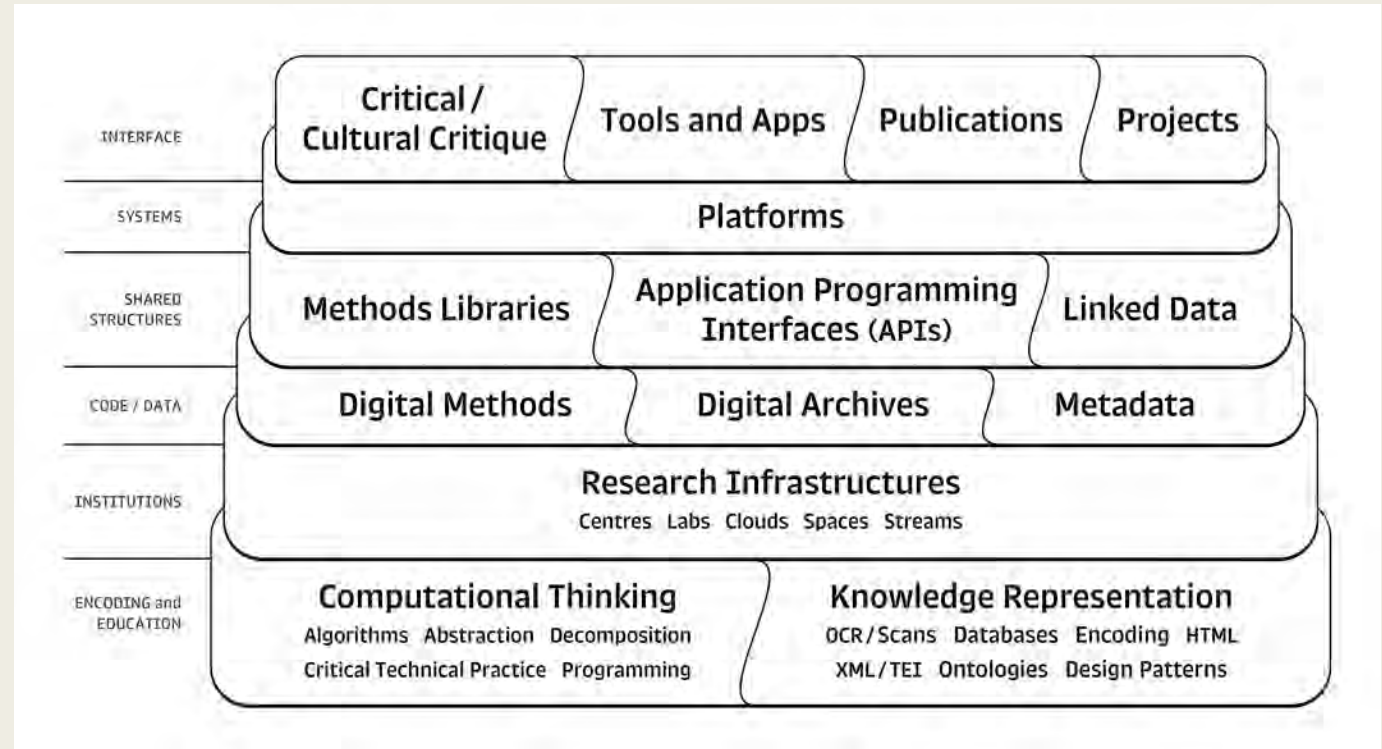 INTERFACE
Critical /
Cultural Critique
Tools and Apps
Publications
Projects
SYSTEMS
Platforms
SHARED
STRUCTURES
Methods Libraries
Application Programming
Interfaces (APIs)
Linked Data
CODE / DATA
Digital Methods
Digital Archives
Metadata
INSTITUTIONS
Research Infrastructures
Centres Labs Clouds Spaces Streams
ENCODING and
EDUCATION
Computational Thinking
Algorithms Abstraction Decomposition
Critical Technical Practice Programming
Knowledge Representation
OCR/Scans Databases Encoding HTML
XML/TEI Ontologies Design Patterns